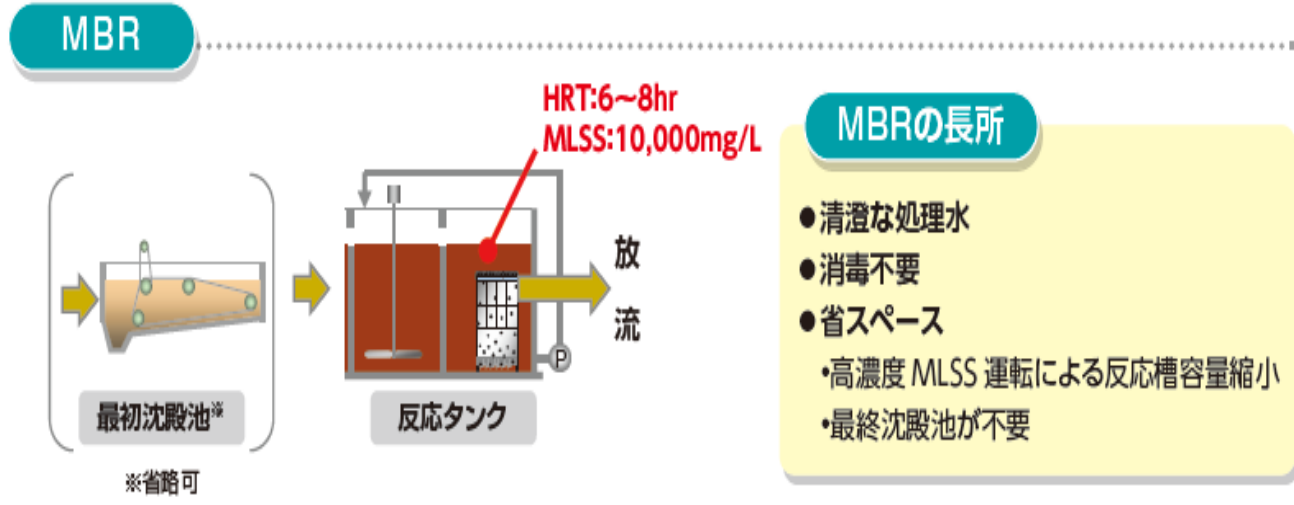 MBR
HRT:6～8hr
MLSS:10,000mg/L
放
流
P
最初沈殿池※
※省略可
反応タンク
MBRの長所
●清澄な処理水
●消毒不要
●省スペース
•高濃度 MLSS 運転による反応槽容量縮小
•最終沈殿池が不要